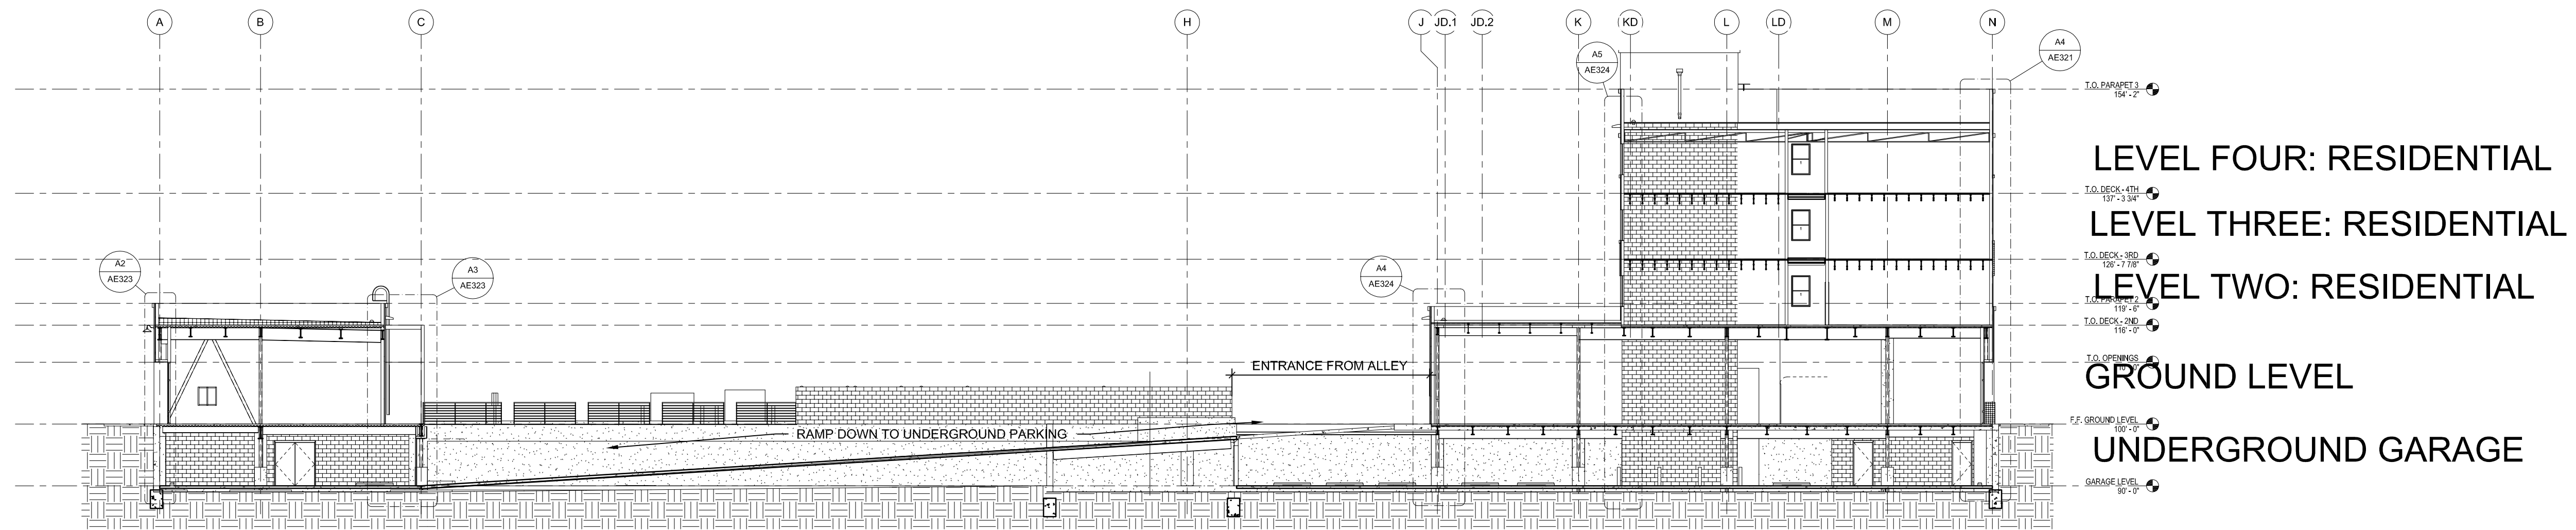 A
B
C
H
J
JD.1
JD.2
K
KD
L
LD
M
N
A5
AE324
A4
AE321
T.O. PARAPET 3
154' - 2"
LEVEL FOUR: RESIDENTIAL
T.O. DECK - 4TH
137' - 3 3/4"
LEVEL THREE: RESIDENTIAL
T.O. DECK - 3RD
126' - 7 7/8"
A2
AE323
A3
AE323
A4
AE324
LEVEL TWO: RESIDENTIAL
T.O. PARAPET 2
119' - 6"
T.O. DECK - 2ND
116' - 0"
T.O. OPENINGS
ENTRANCE FROM ALLEY
GROUND LEVEL
F.F. GROUND LEVEL
100' - 0"
RAMP DOWN TO UNDERGROUND PARKING
UNDERGROUND GARAGE
GARAGE LEVEL
90' - 0"